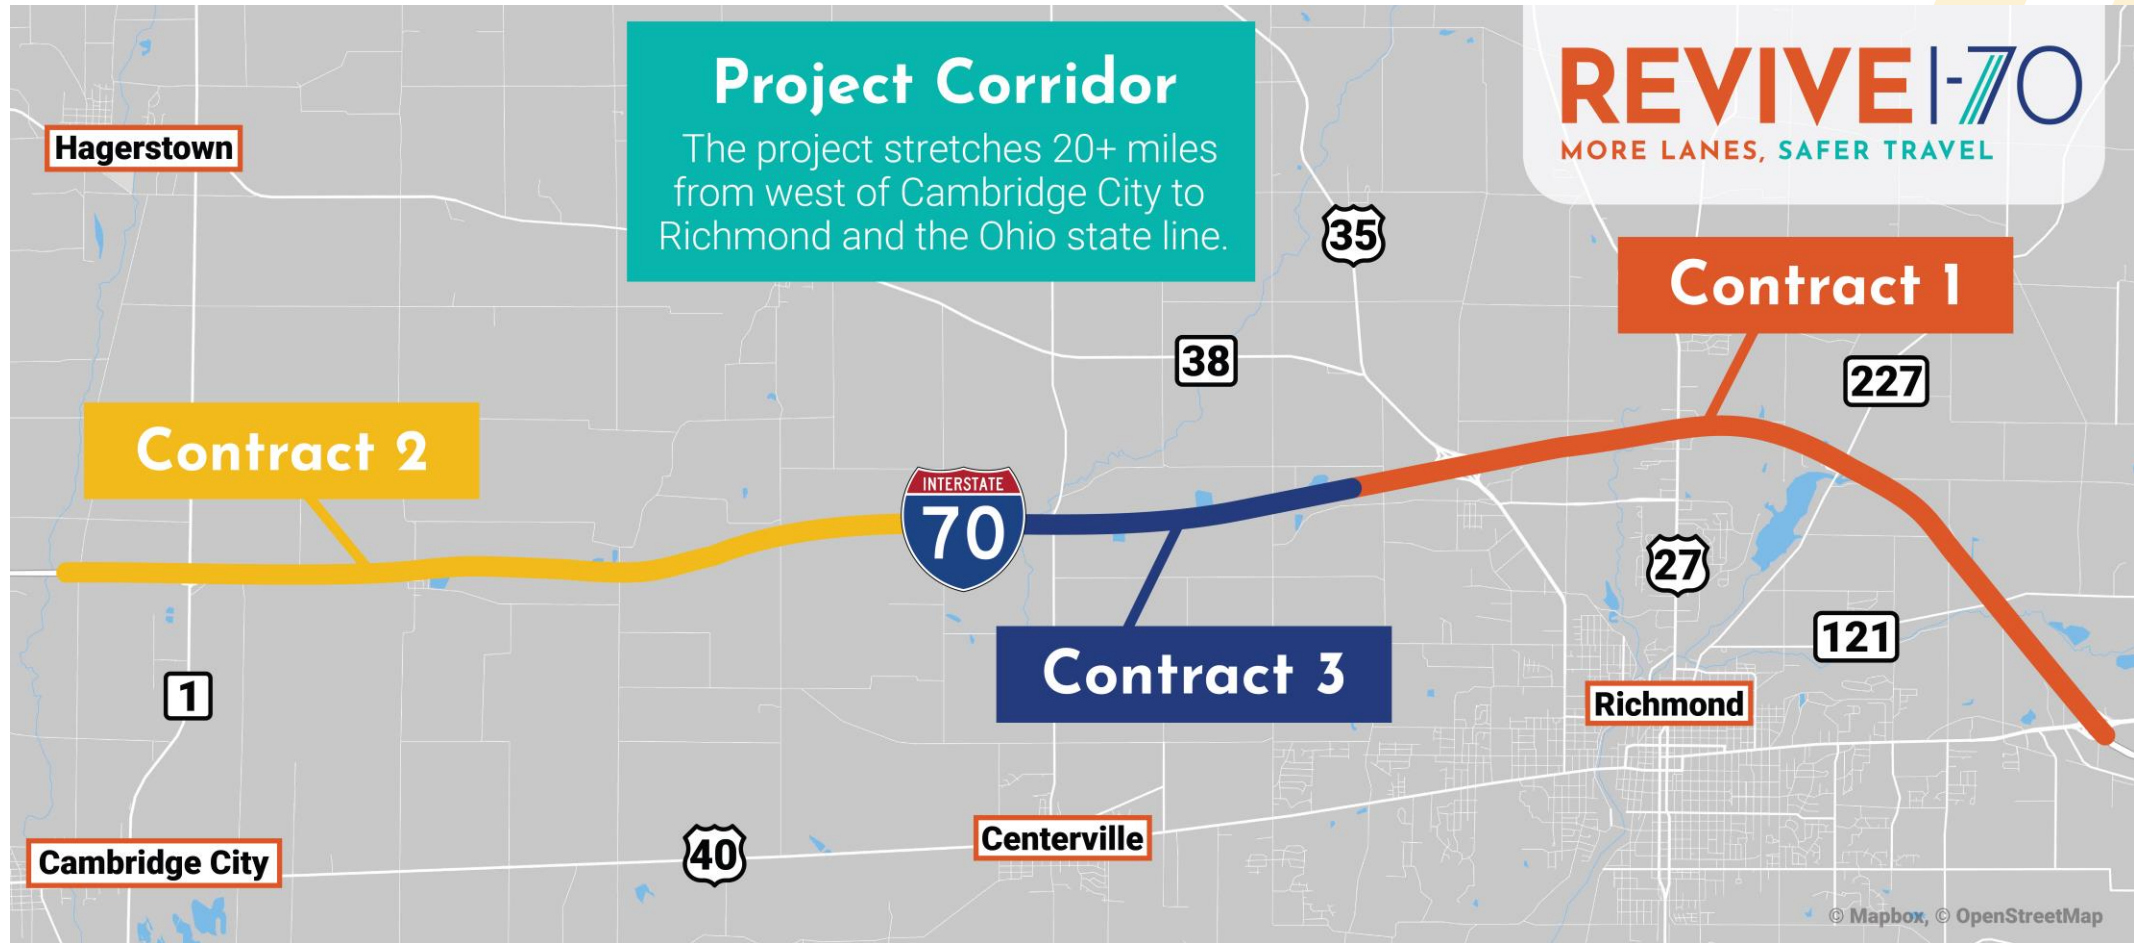 Project Corridor
The project stretches 20+ miles
from west of Cambridge City to
Richmond and the Ohio state line.
REVIVE I-70
MORE LANES, SAFER TRAVEL
Hagerstown
35
Contract 1
38
227
Contract 2
INTERSTATE
70
27
121
Contract 3
1
Richmond
Centerville
40
Cambridge City
© Mapbox, © OpenStreetMap